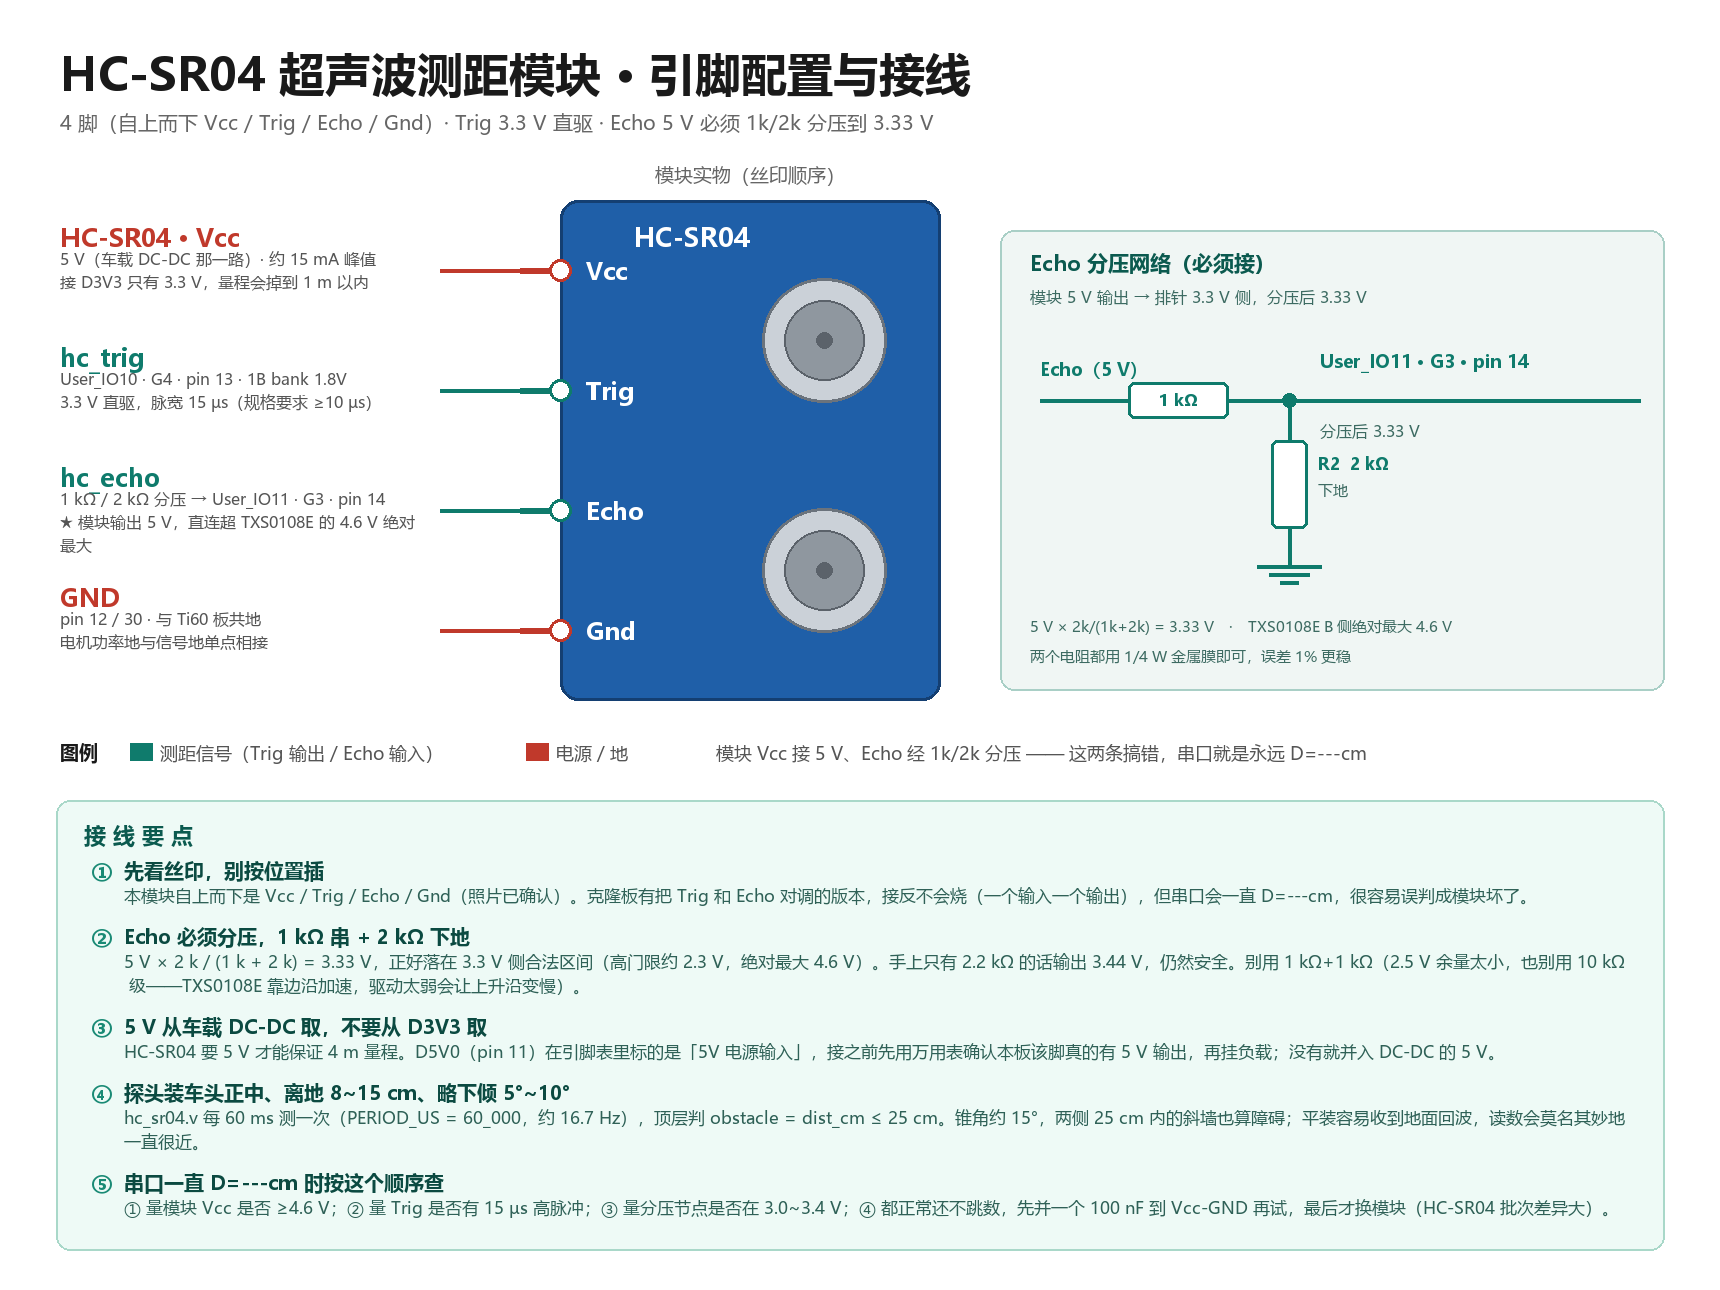 HC-SR04 超声波测距模块 • 引脚配置与接线
4 脚（自上而下 Vcc / Trig / Echo / Gnd）· Trig 3.3 V 直驱 · Echo 5 V 必须 1k/2k 分压到 3.33 V
模块实物（丝印顺序）
HC-SR04 • Vcc
5 V（车载 DC-DC 那一路）· 约 15 mA 峰值
接 D3V3 只有 3.3 V，量程会掉到 1 m 以内
hc_trig
User_IO10 · G4 · pin 13 · 1B bank 1.8V
3.3 V 直驱，脉宽 15 µs（规格要求 ≥10 µs）
hc_echo
1 kΩ / 2 kΩ 分压 → User_IO11 · G3 · pin 14
★ 模块输出 5 V，直连超 TXS0108E 的 4.6 V 绝对
最大
GND
pin 12 / 30 · 与 Ti60 板共地
电机功率地与信号地单点相接
HC-SR04
Vcc
Trig
Echo
Gnd
Echo 分压网络（必须接）
模块 5 V 输出 → 排针 3.3 V 侧，分压后 3.33 V
Echo（5 V）
User_IO11 • G3 • pin 14
1 kΩ
分压后 3.33 V
R2 2 kΩ
下地
5 V × 2k/(1k+2k) = 3.33 V · TXS0108E B 侧绝对最大 4.6 V
两个电阻都用 1/4 W 金属膜即可，误差 1% 更稳
图例
测距信号（Trig 输出 / Echo 输入）
电源 / 地
模块 Vcc 接 5 V、Echo 经 1k/2k 分压 —— 这两条搞错，串口就是永远 D=---cm
接 线 要 点
① 先看丝印，别按位置插
本模块自上而下是 Vcc / Trig / Echo / Gnd（照片已确认）。克隆板有把 Trig 和 Echo 对调的版本，接反不会烧（一个输入一个输出），但串口会一直 D=---cm，很容易误判成模块坏了。
② Echo 必须分压，1 kΩ 串 + 2 kΩ 下地
5 V × 2 k / (1 k + 2 k) = 3.33 V，正好落在 3.3 V 侧合法区间（高门限约 2.3 V，绝对最大 4.6 V）。手上只有 2.2 kΩ 的话输出 3.44 V，仍然安全。别用 1 kΩ+1 kΩ（2.5 V 余量太小，也别用 10 kΩ
级——TXS0108E 靠边沿加速，驱动太弱会让上升沿变慢）。
③ 5 V 从车载 DC-DC 取，不要从 D3V3 取
HC-SR04 要 5 V 才能保证 4 m 量程。D5V0（pin 11）在引脚表里标的是「5V 电源输入」，接之前先用万用表确认本板该脚真的有 5 V 输出，再挂负载；没有就并入 DC-DC 的 5 V。
④ 探头装车头正中、离地 8~15 cm、略下倾 5°~10°
hc_sr04.v 每 60 ms 测一次（PERIOD_US = 60_000，约 16.7 Hz），顶层判 obstacle = dist_cm ≤ 25 cm。锥角约 15°，两侧 25 cm 内的斜墙也算障碍；平装容易收到地面回波，读数会莫名其妙地
一直很近。
⑤ 串口一直 D=---cm 时按这个顺序查
① 量模块 Vcc 是否 ≥4.6 V；② 量 Trig 是否有 15 µs 高脉冲；③ 量分压节点是否在 3.0~3.4 V；④ 都正常还不跳数，先并一个 100 nF 到 Vcc-GND 再试，最后才换模块（HC-SR04 批次差异大）。